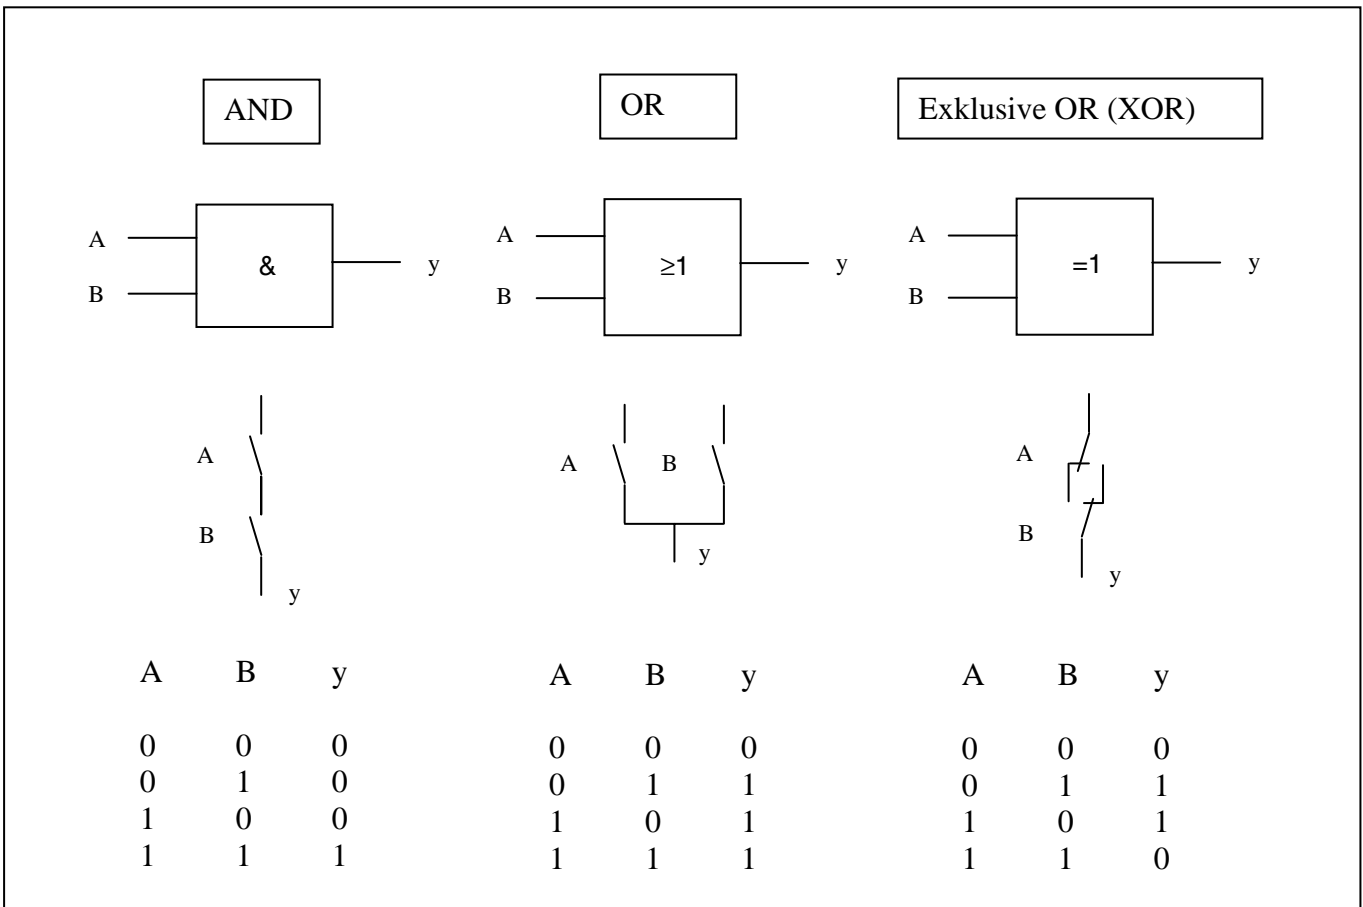 AND OR Exklusive OR (XOR)
A & y A ≥1 y A =1 y
B B B
A A B A
B y B
y y
A B y A B y A B y
0 0 0 0 0 0 0 0 0
0 1 0 0 1 1 0 1 1
1 0 0 1 0 1 1 0 1
1 1 1 1 1 1 1 1 0